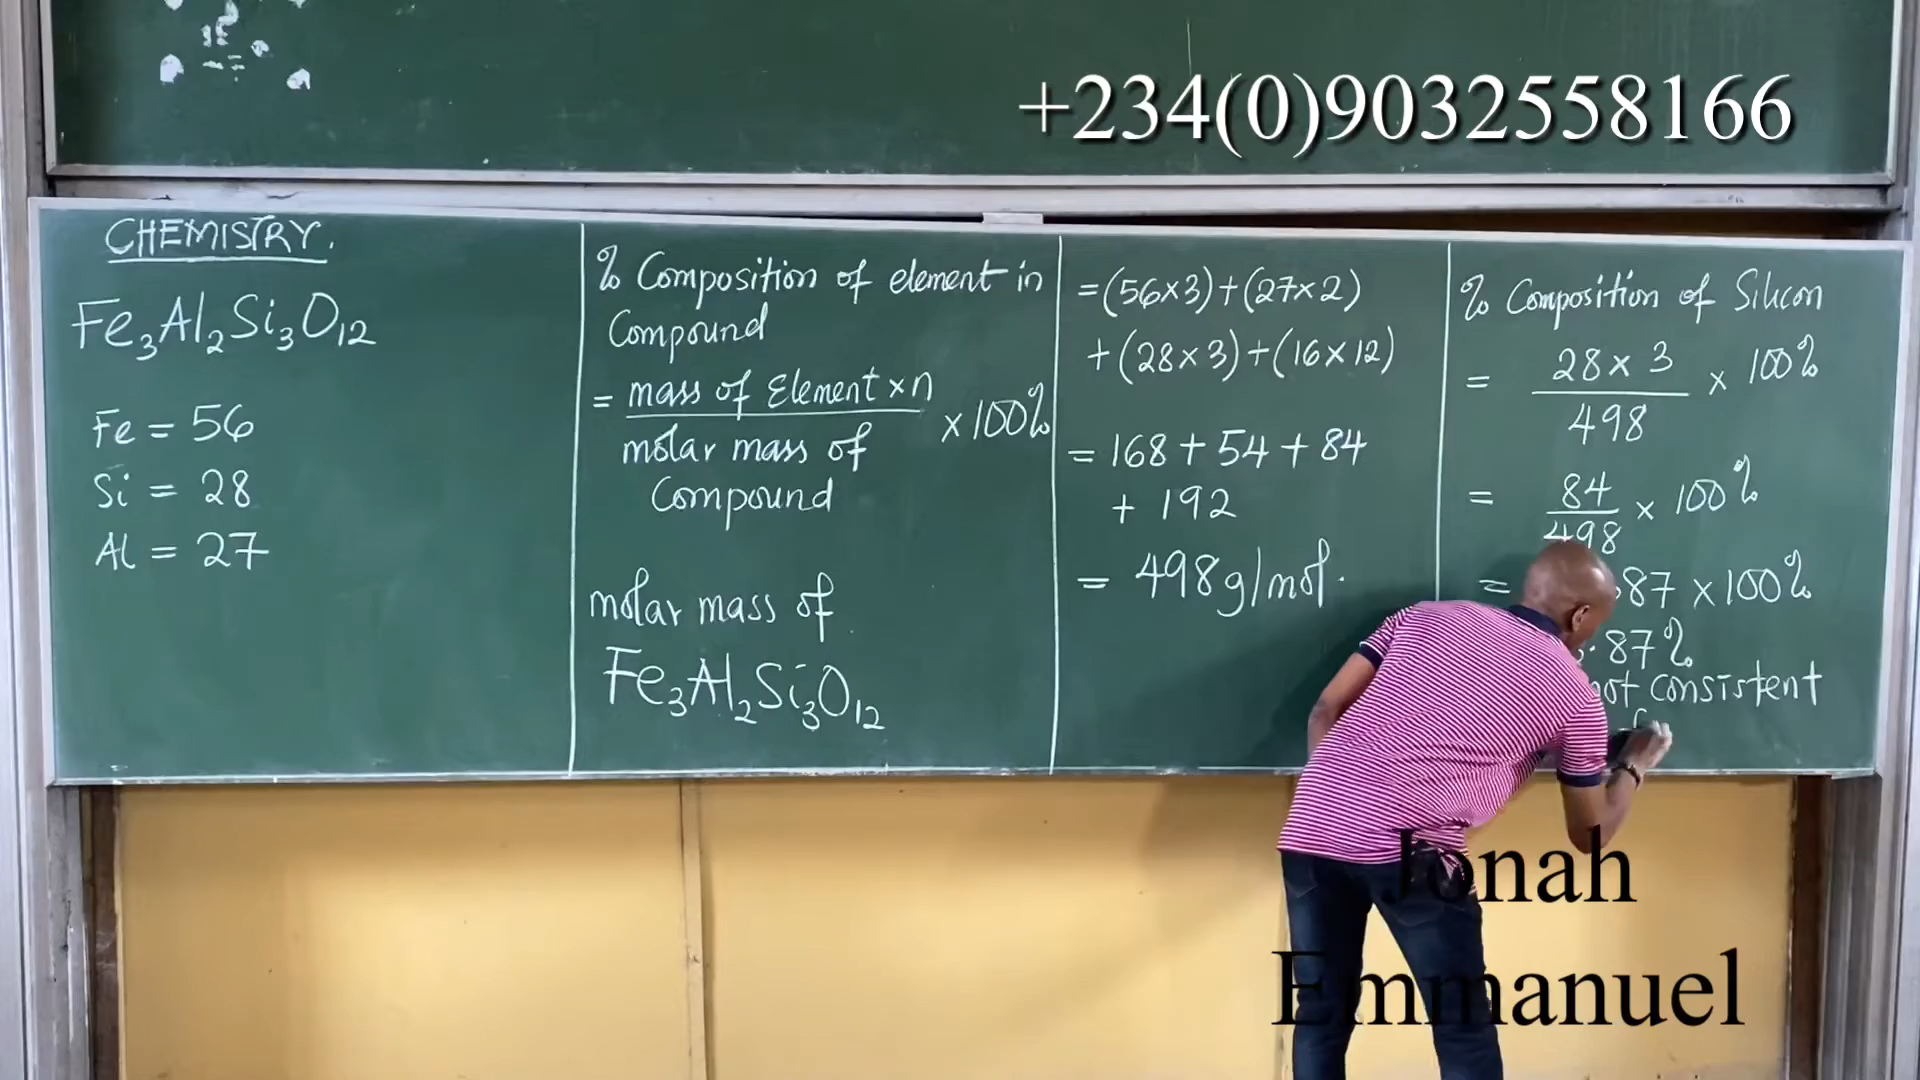 +234(0)9032558166
CHEMISTRY.
Fe₃Al₂Si₃O₁₂
Fe = 56
Si = 28
Al = 27
% Composition of element in
Compound
= mass of Element × n
molar mass of
Compound
× 100%
molar mass of
Fe₃Al₂Si₃O₁₂
= (56×3) + (27×2)
+ (28×3) + (16×12)
= 168 + 54 + 84
+ 192
= 498g/mol.
% Composition of Silicon
= 28 × 3 × 100%
498
= 84 × 100%
498
= 87 × 100%
.87%
not consistent
Jonah
Emmanuel